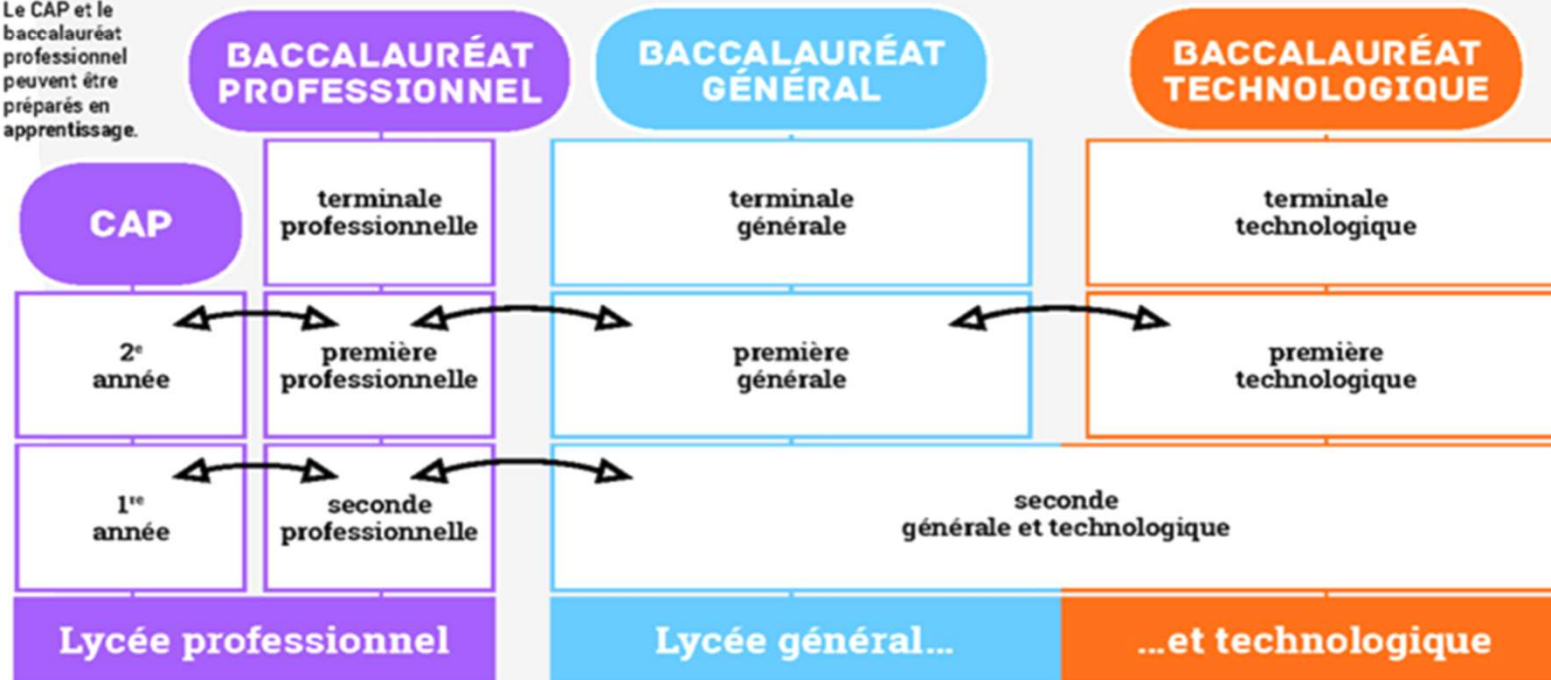 Le CAP et le
baccalauréat
professionnel
peuvent être
préparés en
apprentissage.
BACCALAURÉAT
PROFESSIONNEL
BACCALAURÉAT
GÉNÉRAL
BACCALAURÉAT
TECHNOLOGIQUE
CAP
terminale
professionnelle
terminale
générale
terminale
technologique
2e
année
première
professionnelle
première
générale
première
technologique
1re
année
seconde
professionnelle
seconde
générale et technologique
Lycée professionnel
Lycée général...
...et technologique